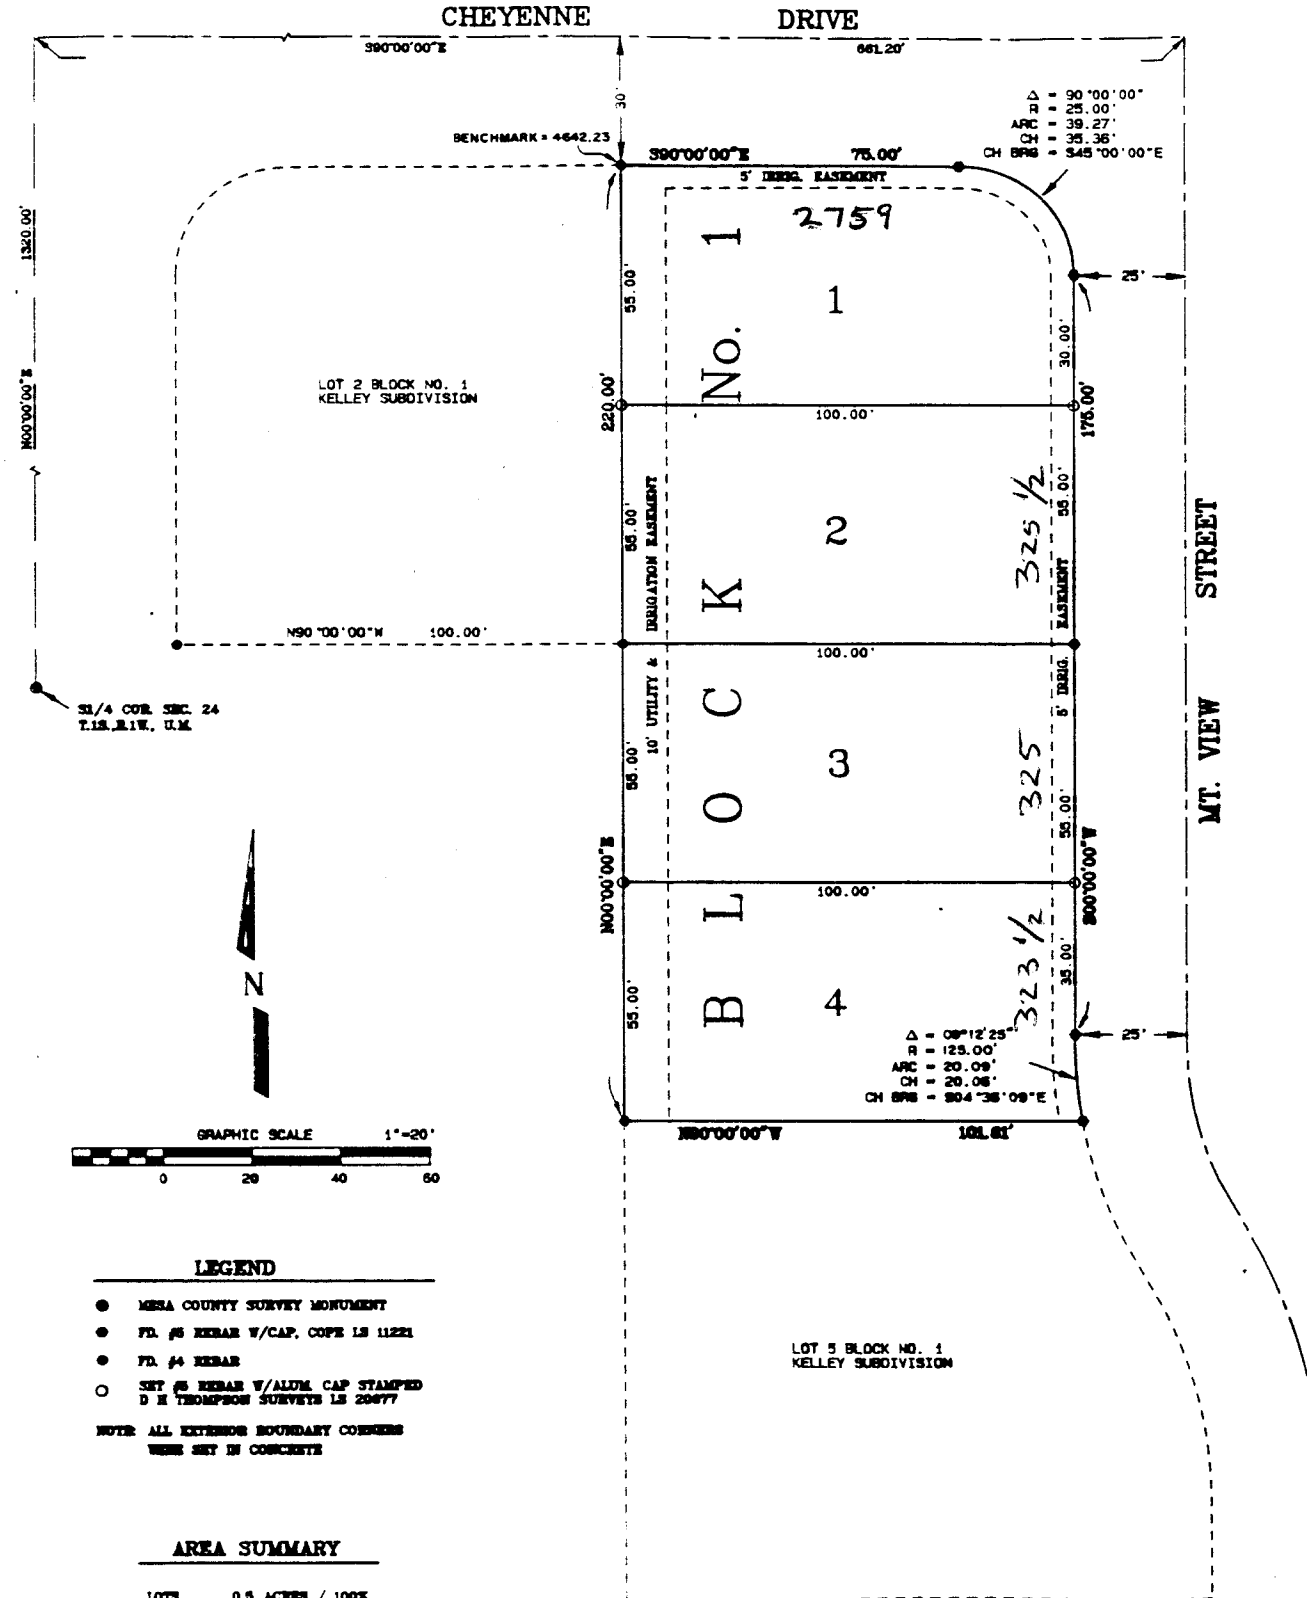 CHEYENNE DRIVE
S90°00'00"E 661.20'
30'
Δ = 90°00'00"
R = 25.00'
ARC = 39.27'
CH = 35.36'
CH BRG = S45°00'00"E
BENCHMARK = 4642.23
S90°00'00"E 75.00'
5' IRRIG. EASEMENT
2759
1320.00'
N00°00'00"E
55.00'
No. 1
1
25'
30.00'
LOT 2 BLOCK NO. 1
KELLEY SUBDIVISION
220.00'
100.00'
175.00'
55.00'
10' UTILITY & IRRIGATION EASEMENT
2
325 1/2
55.00'
5' IRRIG. EASEMENT
MT. VIEW STREET
BLOCK
N90°00'00"W 100.00'
100.00'
S1/4 COR. SEC. 24
T.1S.,R.1W., U.M.
55.00'
3
325
55.00'
N00°00'00"E
100.00'
S00°00'00"W
N
55.00'
4
323 1/2
35.00'
25'
Δ = 09°12'25"
R = 125.00'
ARC = 20.09'
CH = 20.06'
CH BRG = S04°36'09"E
N90°00'00"W 101.61'
GRAPHIC SCALE 1"=20'
0 20 40 60
LEGEND
MESA COUNTY SURVEY MONUMENT
FD. #5 REBAR W/CAP, COPE LS 11221
FD. #4 REBAR
SET #5 REBAR W/ALUM. CAP STAMPED
D H THOMPSON SURVEYS LS 20677
NOTE: ALL EXTERIOR BOUNDARY CORNERS
WERE SET IN CONCRETE
LOT 5 BLOCK NO. 1
KELLEY SUBDIVISION
AREA SUMMARY
LOTS 0.5 ACRES / 100%